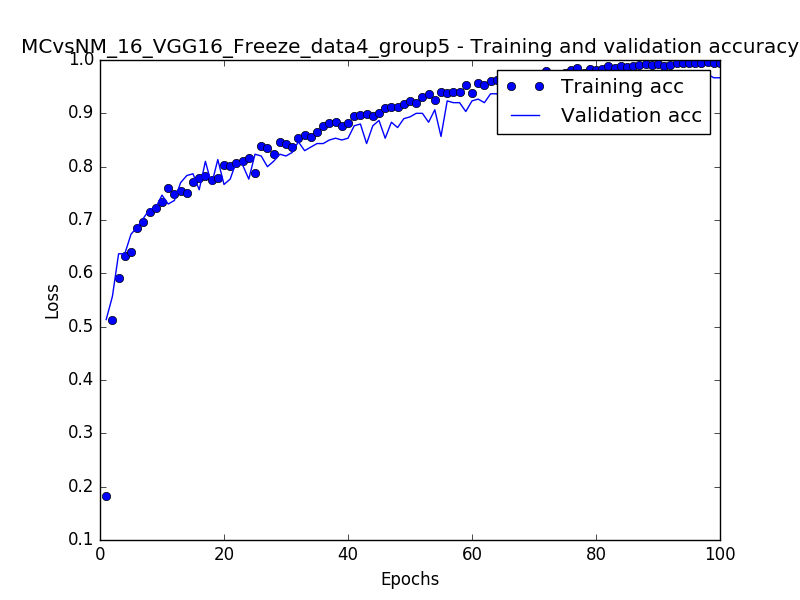 MCvsNM_16_VGG16_Freeze_data4_group5 - Training and validation accuracy
1.0
0.9
0.8
0.7
0.6
0.5
0.4
0.3
0.2
0.1
Loss
Training acc
Validation acc
0 20 40 60 80 100
Epochs